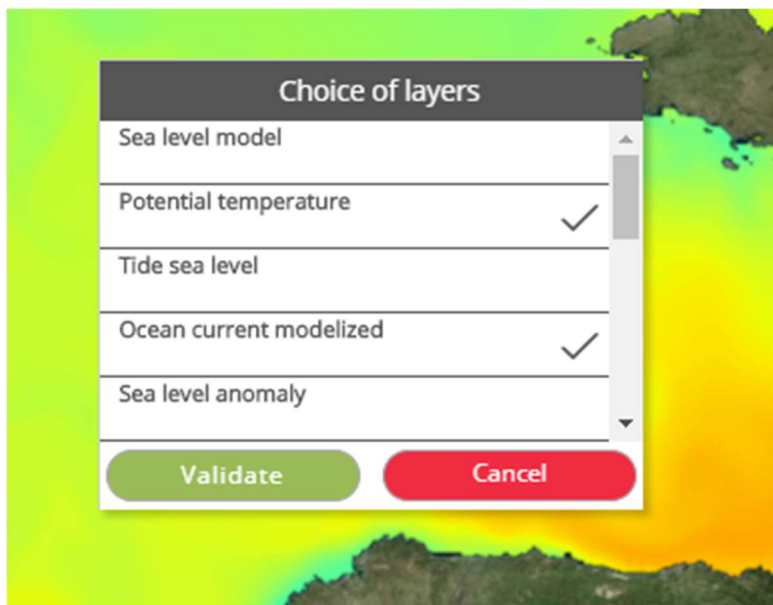 Choice of layers
Sea level model
Potential temperature
Tide sea level
Ocean current modelized
Sea level anomaly
Validate
Cancel